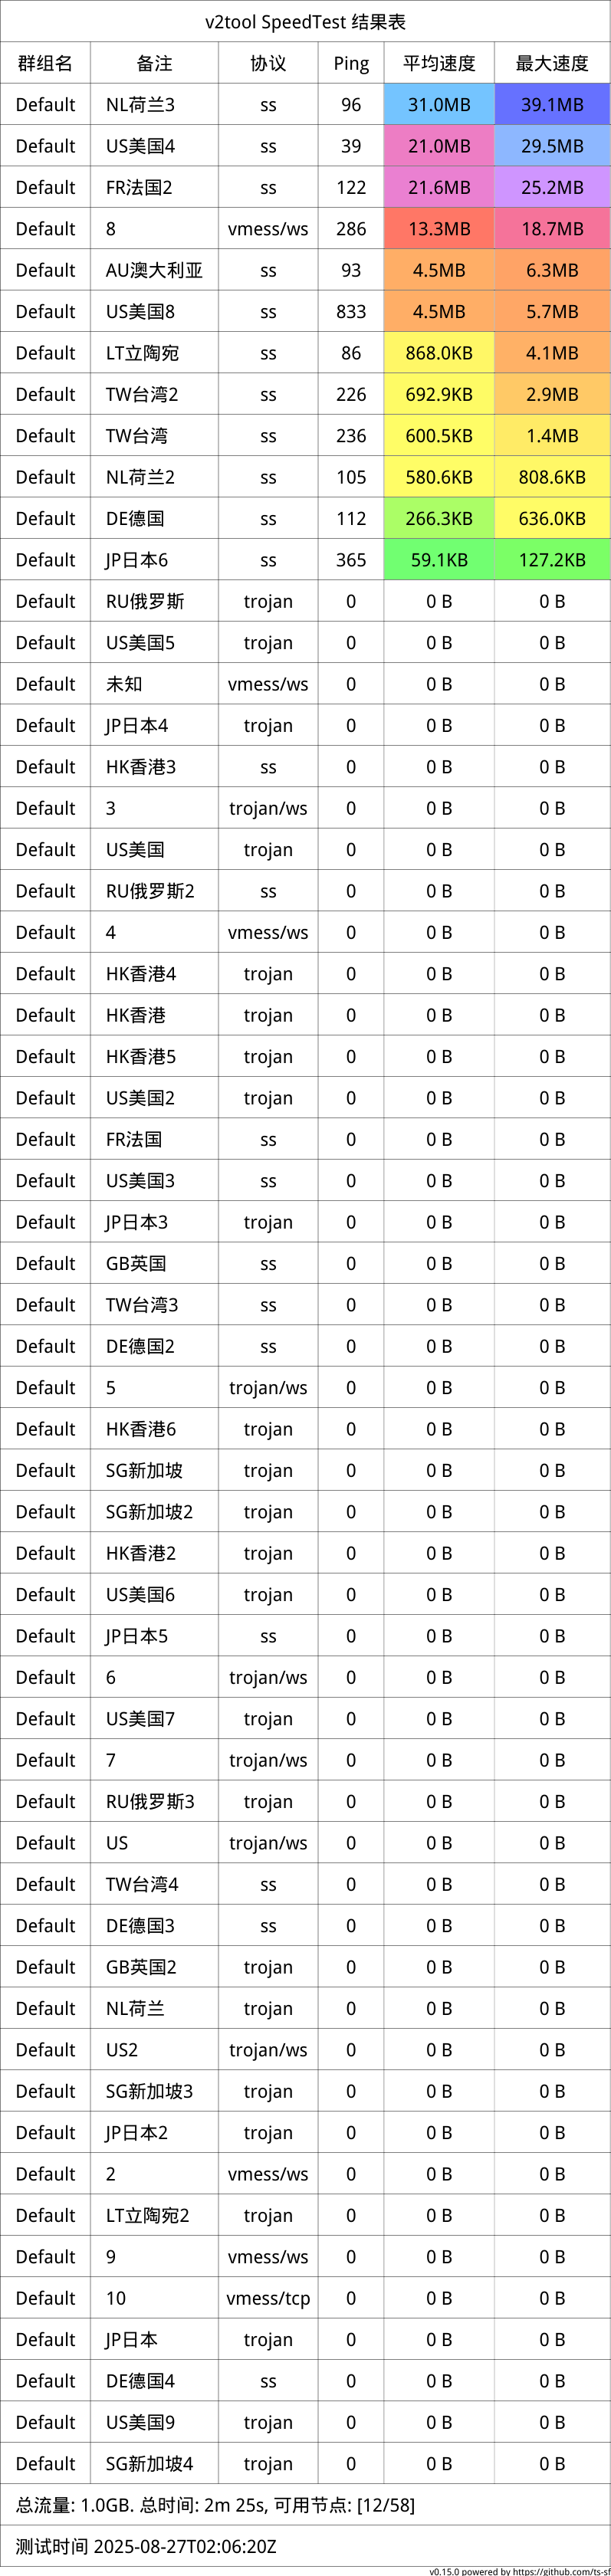 v2tool SpeedTest 结果表
群组名 备注 协议 Ping 平均速度 最大速度
Default NL荷兰3 ss 96 31.0MB 39.1MB
Default US美国4 ss 39 21.0MB 29.5MB
Default FR法国2 ss 122 21.6MB 25.2MB
Default 8 vmess/ws 286 13.3MB 18.7MB
Default AU澳大利亚 ss 93 4.5MB 6.3MB
Default US美国8 ss 833 4.5MB 5.7MB
Default LT立陶宛 ss 86 868.0KB 4.1MB
Default TW台湾2 ss 226 692.9KB 2.9MB
Default TW台湾 ss 236 600.5KB 1.4MB
Default NL荷兰2 ss 105 580.6KB 808.6KB
Default DE德国 ss 112 266.3KB 636.0KB
Default JP日本6 ss 365 59.1KB 127.2KB
Default RU俄罗斯 trojan 0 0 B 0 B
Default US美国5 trojan 0 0 B 0 B
Default 未知 vmess/ws 0 0 B 0 B
Default JP日本4 trojan 0 0 B 0 B
Default HK香港3 ss 0 0 B 0 B
Default 3 trojan/ws 0 0 B 0 B
Default US美国 trojan 0 0 B 0 B
Default RU俄罗斯2 ss 0 0 B 0 B
Default 4 vmess/ws 0 0 B 0 B
Default HK香港4 trojan 0 0 B 0 B
Default HK香港 trojan 0 0 B 0 B
Default HK香港5 trojan 0 0 B 0 B
Default US美国2 trojan 0 0 B 0 B
Default FR法国 ss 0 0 B 0 B
Default US美国3 ss 0 0 B 0 B
Default JP日本3 trojan 0 0 B 0 B
Default GB英国 ss 0 0 B 0 B
Default TW台湾3 ss 0 0 B 0 B
Default DE德国2 ss 0 0 B 0 B
Default 5 trojan/ws 0 0 B 0 B
Default HK香港6 trojan 0 0 B 0 B
Default SG新加坡 trojan 0 0 B 0 B
Default SG新加坡2 trojan 0 0 B 0 B
Default HK香港2 trojan 0 0 B 0 B
Default US美国6 trojan 0 0 B 0 B
Default JP日本5 ss 0 0 B 0 B
Default 6 trojan/ws 0 0 B 0 B
Default US美国7 trojan 0 0 B 0 B
Default 7 trojan/ws 0 0 B 0 B
Default RU俄罗斯3 trojan 0 0 B 0 B
Default US trojan/ws 0 0 B 0 B
Default TW台湾4 ss 0 0 B 0 B
Default DE德国3 ss 0 0 B 0 B
Default GB英国2 trojan 0 0 B 0 B
Default NL荷兰 trojan 0 0 B 0 B
Default US2 trojan/ws 0 0 B 0 B
Default SG新加坡3 trojan 0 0 B 0 B
Default JP日本2 trojan 0 0 B 0 B
Default 2 vmess/ws 0 0 B 0 B
Default LT立陶宛2 trojan 0 0 B 0 B
Default 9 vmess/ws 0 0 B 0 B
Default 10 vmess/tcp 0 0 B 0 B
Default JP日本 trojan 0 0 B 0 B
Default DE德国4 ss 0 0 B 0 B
Default US美国9 trojan 0 0 B 0 B
Default SG新加坡4 trojan 0 0 B 0 B
总流量: 1.0GB. 总时间: 2m 25s, 可用节点: [12/58]
测试时间 2025-08-27T02:06:20Z
v0.15.0 powered by https://github.com/ts-sf